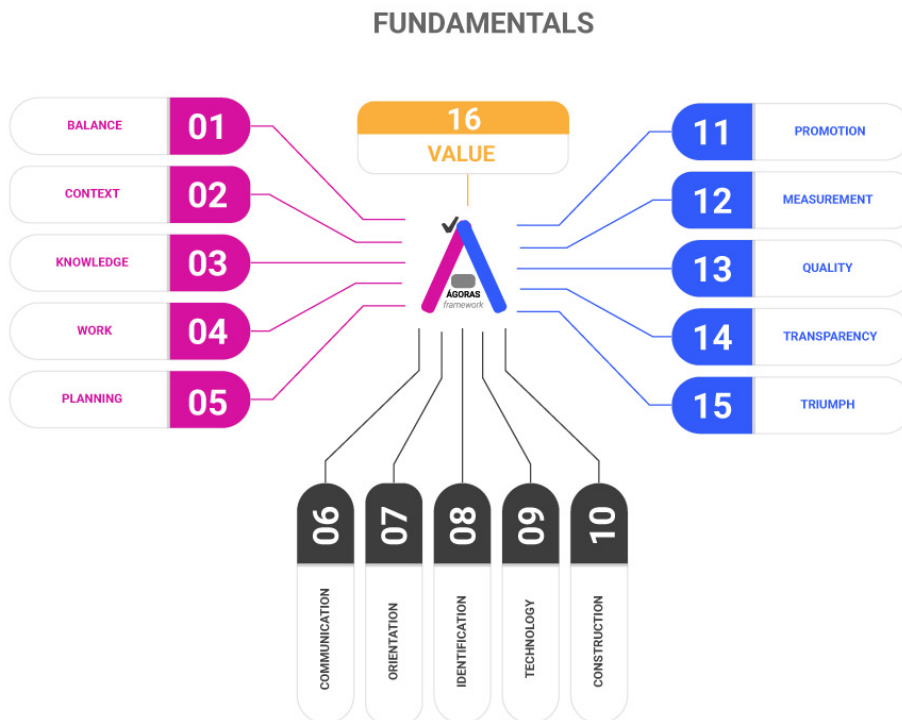 FUNDAMENTALS
BALANCE 01
CONTEXT 02
KNOWLEDGE 03
WORK 04
PLANNING 05
16
VALUE
ÁGORAS
framework
06 COMMUNICATION
07 ORIENTATION
08 IDENTIFICATION
09 TECHNOLOGY
10 CONSTRUCTION
11 PROMOTION
12 MEASUREMENT
13 QUALITY
14 TRANSPARENCY
15 TRIUMPH